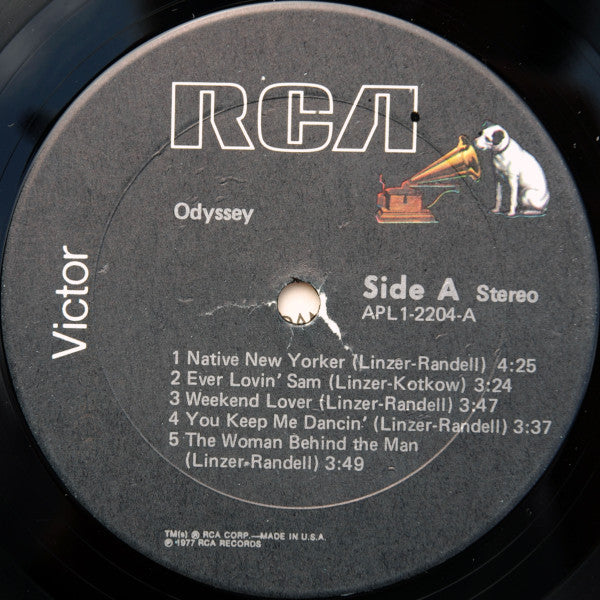 RCA
Odyssey
Victor
Side A Stereo
APL1-2204-A
1 Native New Yorker (Linzer-Randell) 4:25
2 Ever Lovin' Sam (Linzer-Kotkow) 3:24
3 Weekend Lover (Linzer-Randell) 3:47
4 You Keep Me Dancin' (Linzer-Randell) 3:37
5 The Woman Behind the Man
(Linzer-Randell) 3:49
TM(s) ® RCA CORP.—MADE IN U.S.A.
℗ 1977 RCA RECORDS